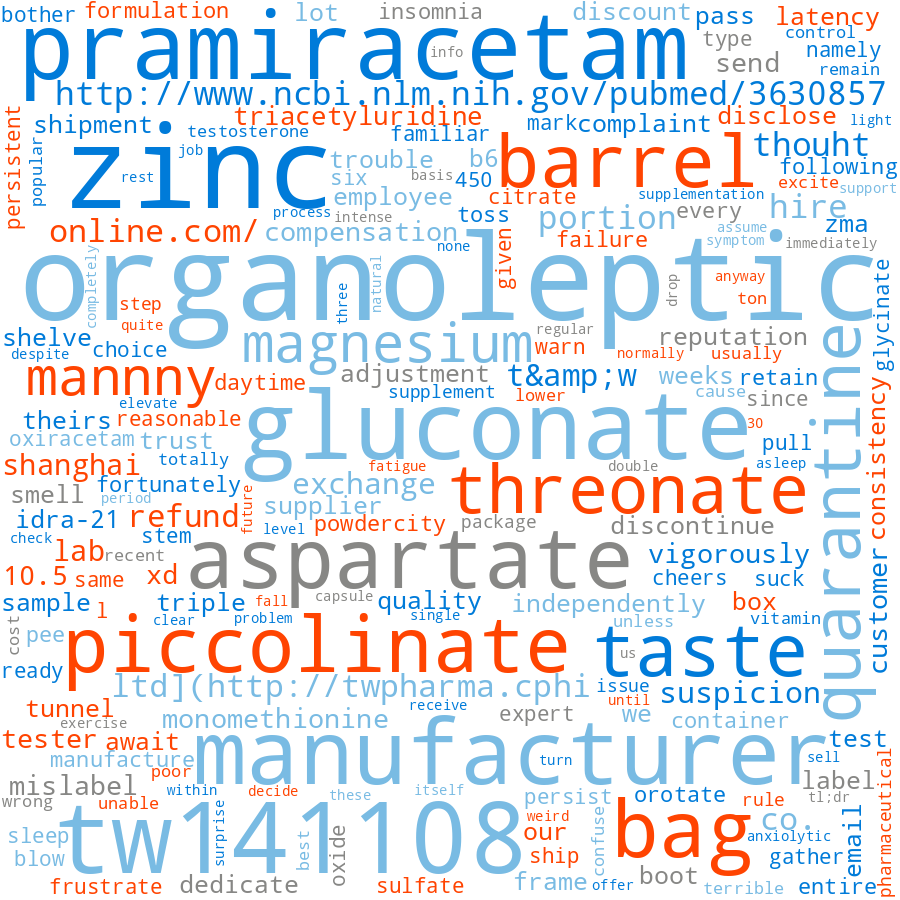 bother formulation lot insomnia discount pass latency
pramiracetam info type control
send namely
remain
http://www.ncbi.nlm.nih.gov/pubmed/3630857
persistent shipment triacetyluridine familiar mark complaint disclose light
popular testosterone thouht
zinc job trouble b6 barrel following
rest six basis 450 excite support
employee citrate supplementation hire
process intense toss portion every zma
online.com/ compensation none given failure assume immediately
symptom
organoleptic
completely natural three drop anyway glycinate
step ton
quite regular
shelve magnesium warn reputation
despite choice normally usually
mannny daytime adjustment t&amp;w weeks retain quarantine consistency
elevate supplement lower cause since
theirs reasonable gluconate 30
oxiracetam trust pull
shanghai totally fatigue double asleep
smell fortunately exchange threonate
period future supplier
idra-21 refund level powdercity package discontinue
check stem
lab recent aspartate vigorously
10.5 same xd cheers suck customer
sample l triple fall capsule quality independently box
cost pee clear problem single unless vitamin
piccolinate taste
ready us
ltd](http://twpharma.cphi issue suspicion
tunnel receive until
exercise monomethionine expert we container
tester await manufacturer test
manufacture turn sell
mislabel poor label pharmaceutical
wrong unable within decide these itself persist orotate rule tl;dr
tw141108 weird bag co.
sleep surprise best oxide our confuse anxiolytic email
blow ship gather
frustrate dedicate sulfate frame offer boot terrible entire